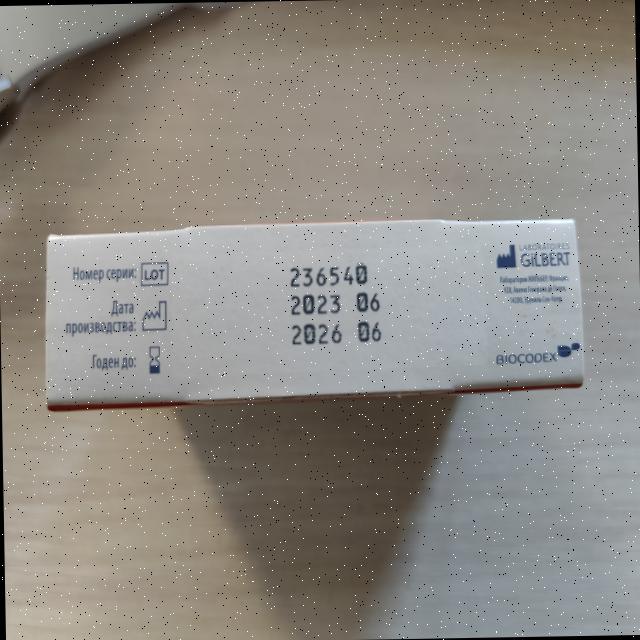 Номер серии: LOT
236540
Дата
производства:
2023 06
Годен до:
2026 06
LABORATOIRES
GILBERT
BIOCODEX